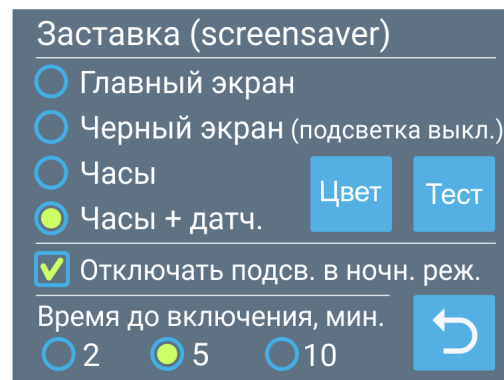 Заставка (screensaver)
Главный экран
Черный экран (подсветка выкл.)
Часы
Цвет Тест
Часы + датч.
Отключать подсв. в ночн. реж.
Время до включения, мин.
2 5 10